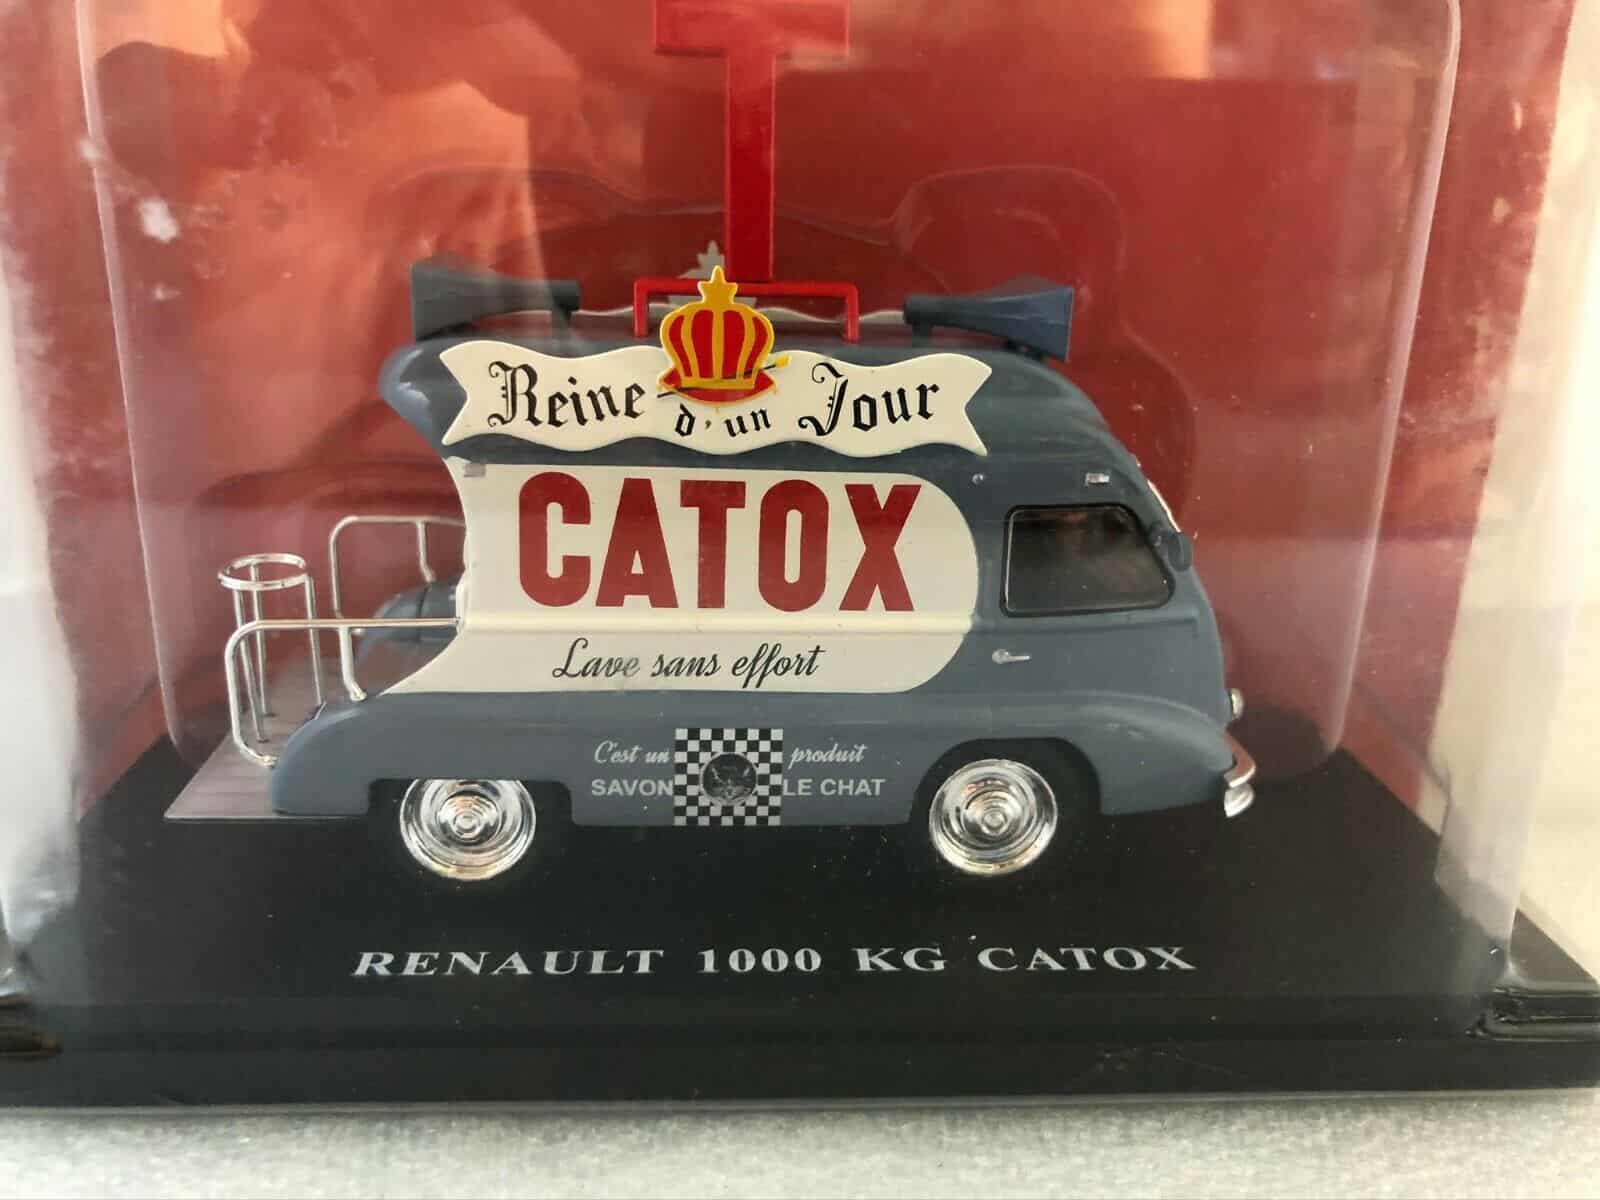 Reine d'un Jour
CATOX
Lave sans effort
C'est un produit
SAVON LE CHAT
RENAULT 1000 KG CATOX